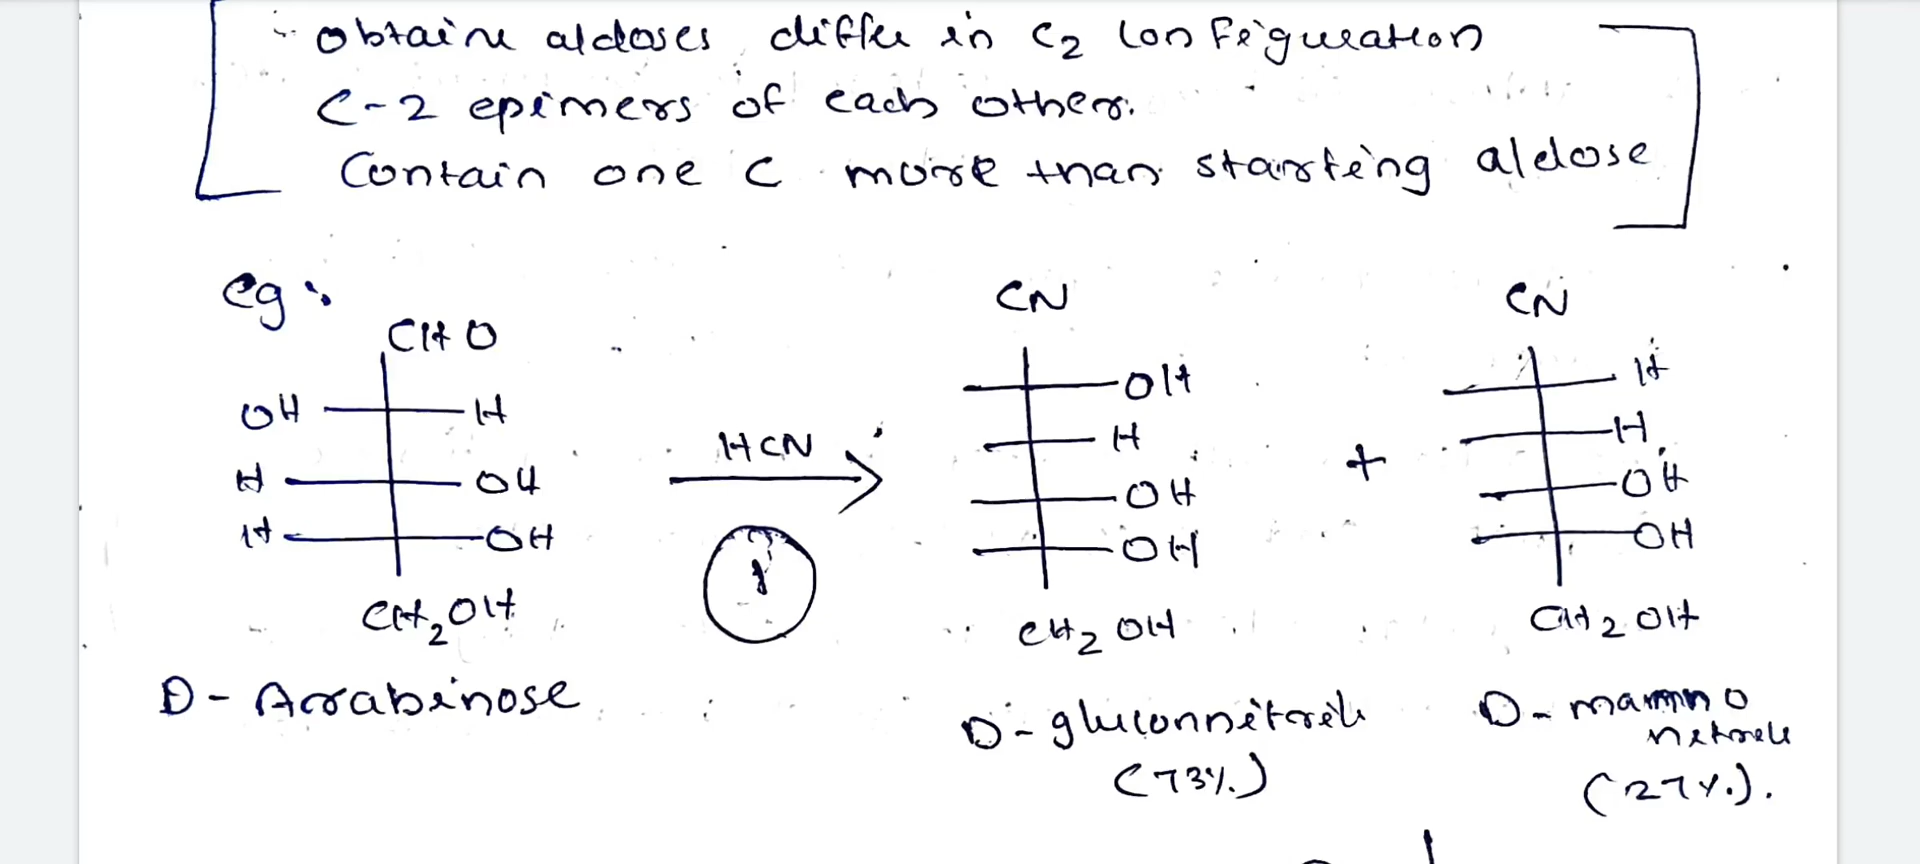 obtaine aldoses differ in C2 Configuration
C-2 epimers of each other.
Contain one C more than starting aldose
eg:
CHO
OH H
H OH
H OH
CH2OH
D- Arabinose
HCN
1
CN
OH
H
OH
OH
CH2OH
D-gluconnitrile
(73%)
+
CN
H
H
OH
OH
CH2OH
D-manno
nitrile
(27%).